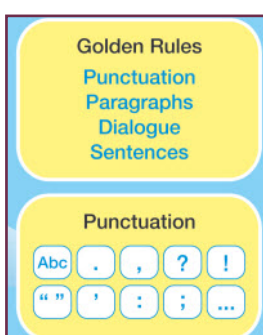 Golden Rules
Punctuation
Paragraphs
Dialogue
Sentences
Punctuation
Abc . , ? !
“ ” ’ : ; ...